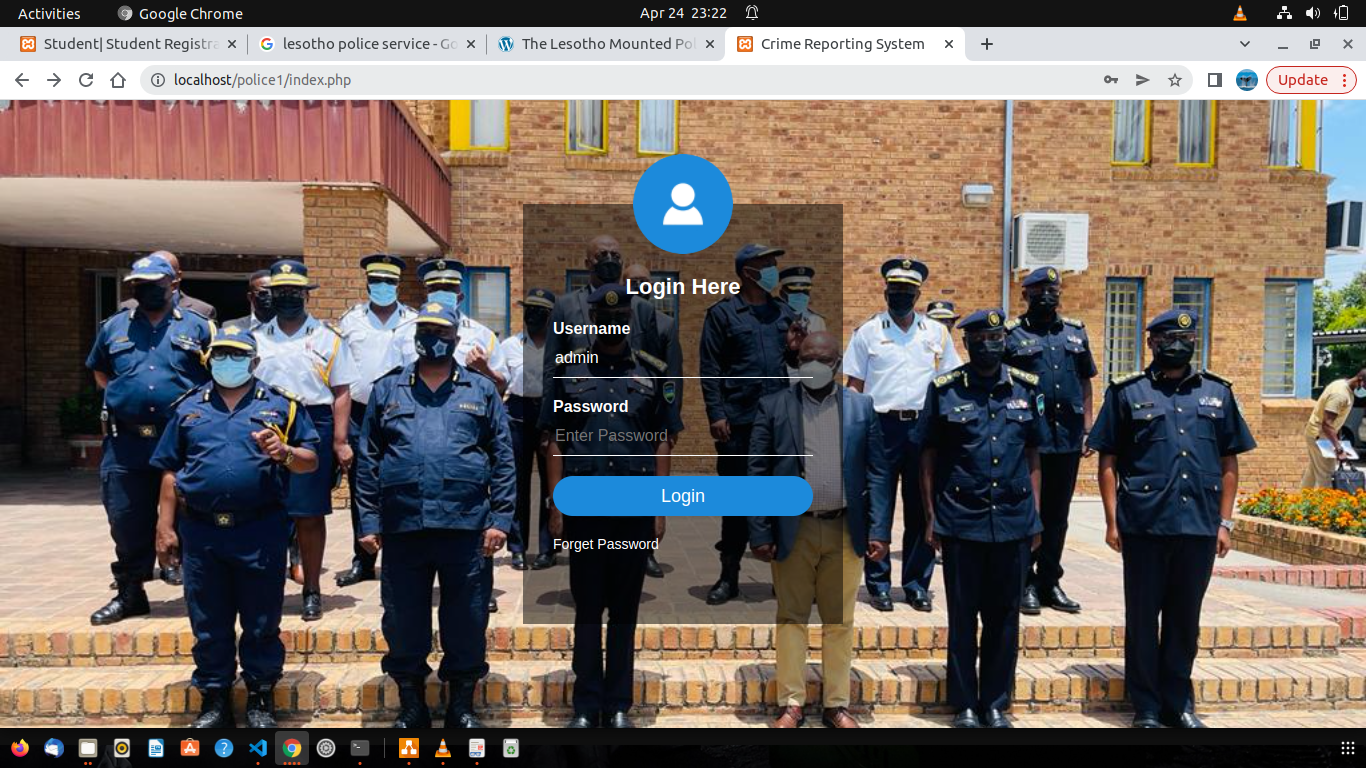 Activities
Google Chrome
Apr 24 23:22
Student| Student Registra
lesotho police service - Go
The Lesotho Mounted Pol
Crime Reporting System
localhost/police1/index.php
Update
Login Here
Username
admin
Password
Enter Password
Login
Forget Password